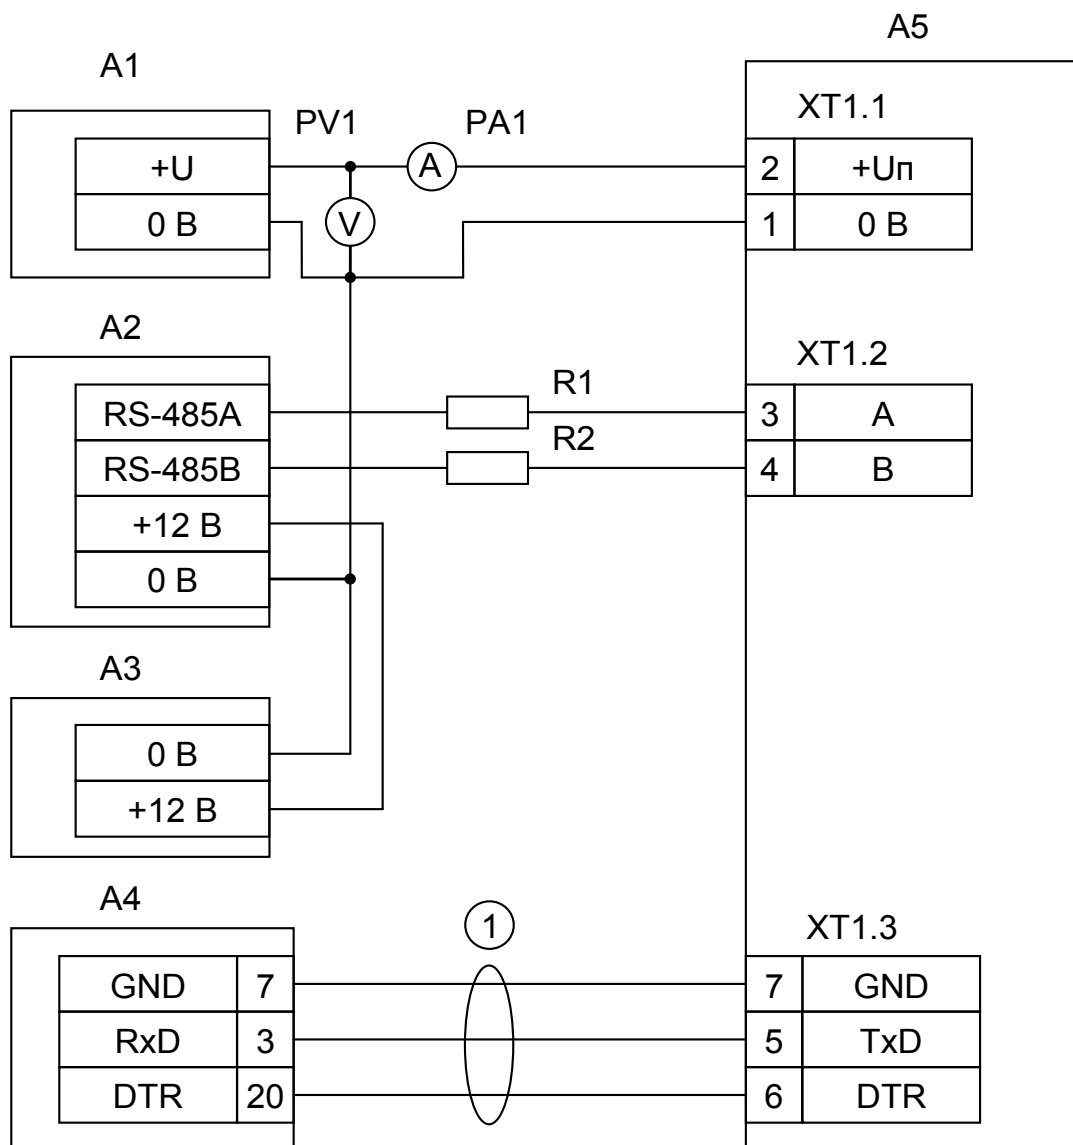 A5
A1
XT1.1
PV1 PA1
+U A 2 +Uп
0 В V 1 0 В
A2
XT1.2
R1
RS-485A 3 A
R2
RS-485B 4 B
+12 В
0 В
A3
0 В
+12 В
A4
1
XT1.3
GND 7 7 GND
RxD 3 5 TxD
DTR 20 6 DTR